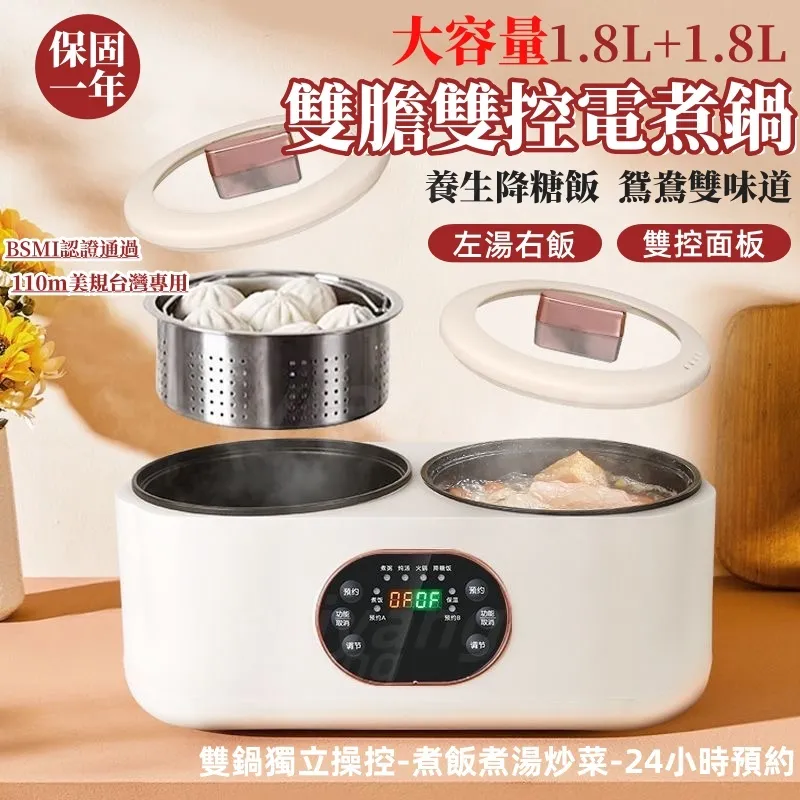 保固
一年
大容量1.8L+1.8L
雙膽雙控電煮鍋
養生降糖飯 鴛鴦雙味道
左湯右飯 雙控面板
BSMI認證通過
110m美規台灣專用
煮粥 炖汤 火锅 降糖饭
预约 煮饭 0F0F 保温 预约
功能 预约A 预约B 功能
取消 取消
调节 调节
雙鍋獨立操控-煮飯煮湯炒菜-24小時預約